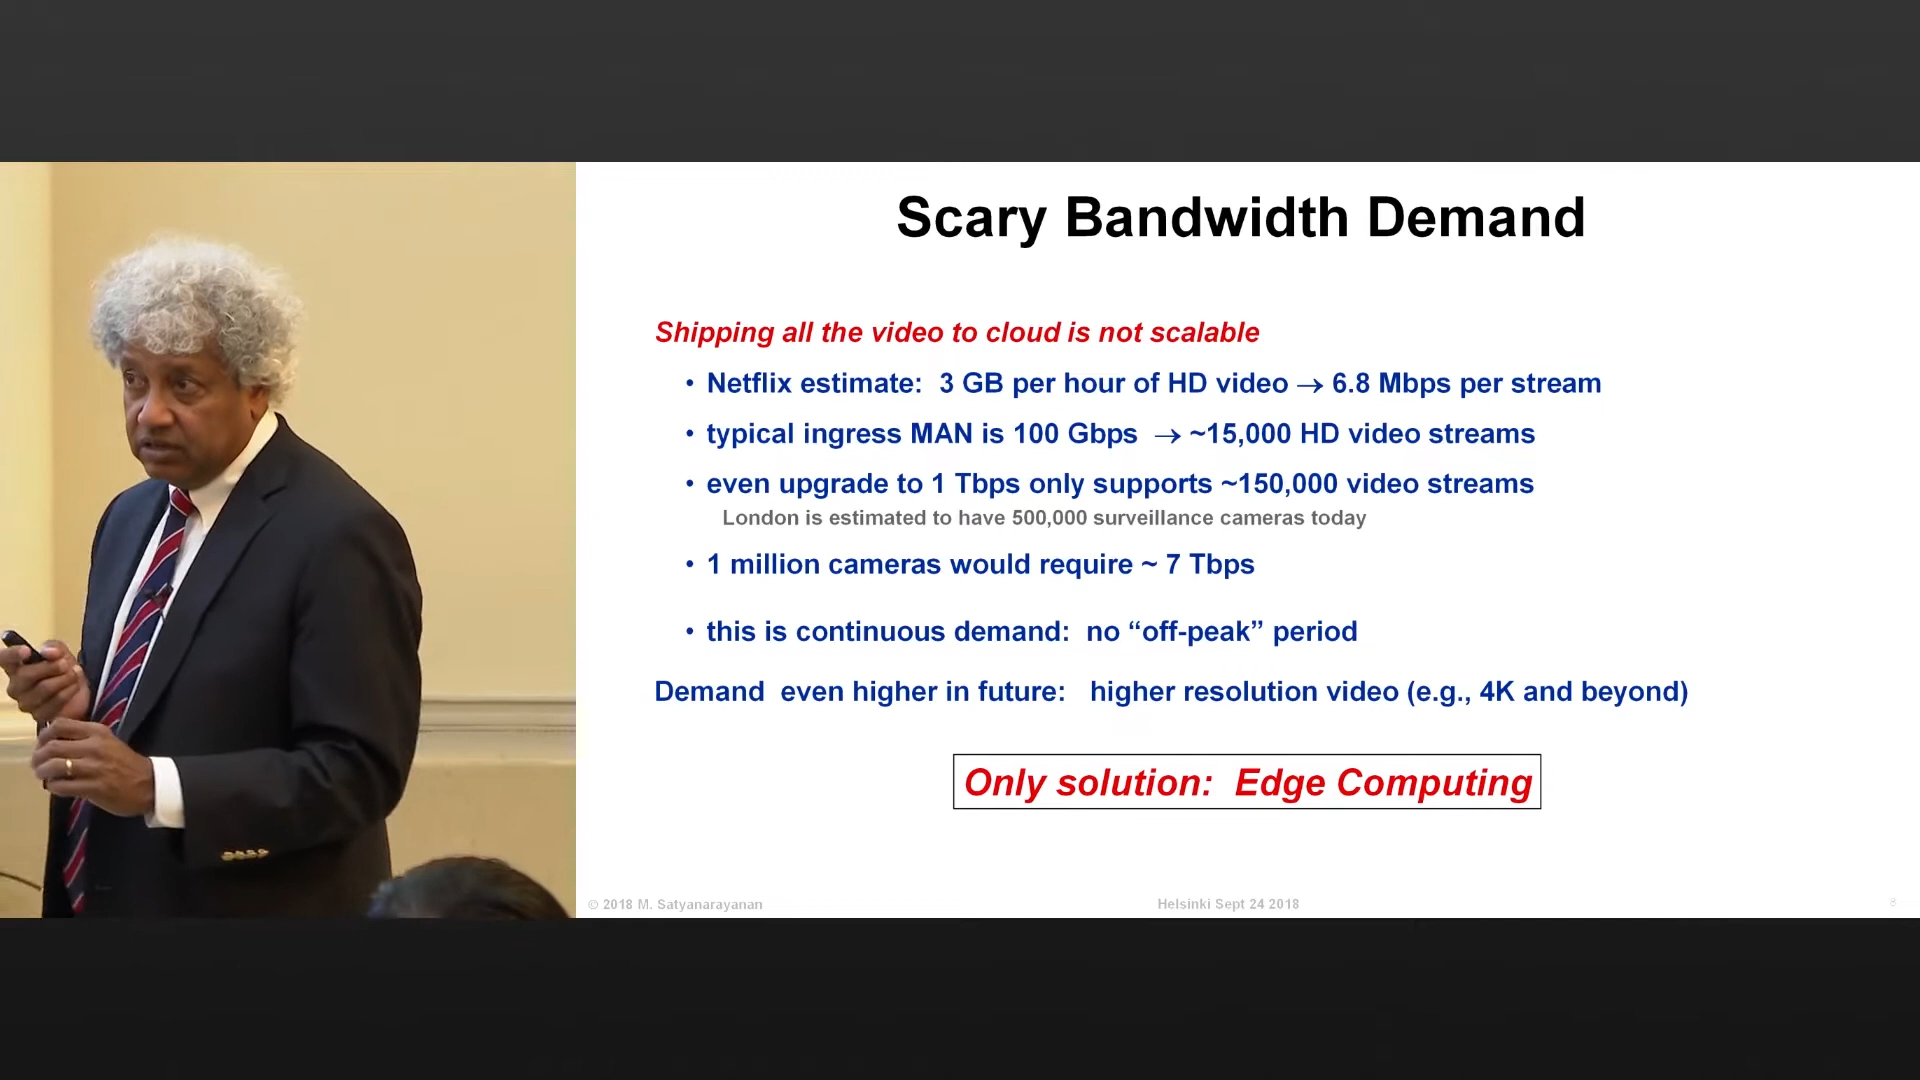 Scary Bandwidth Demand
Shipping all the video to cloud is not scalable
• Netflix estimate: 3 GB per hour of HD video → 6.8 Mbps per stream
• typical ingress MAN is 100 Gbps → ~15,000 HD video streams
• even upgrade to 1 Tbps only supports ~150,000 video streams
London is estimated to have 500,000 surveillance cameras today
• 1 million cameras would require ~ 7 Tbps
• this is continuous demand: no “off-peak” period
Demand even higher in future: higher resolution video (e.g., 4K and beyond)
Only solution: Edge Computing
© 2018 M. Satyanarayanan
Helsinki Sept 24 2018
8